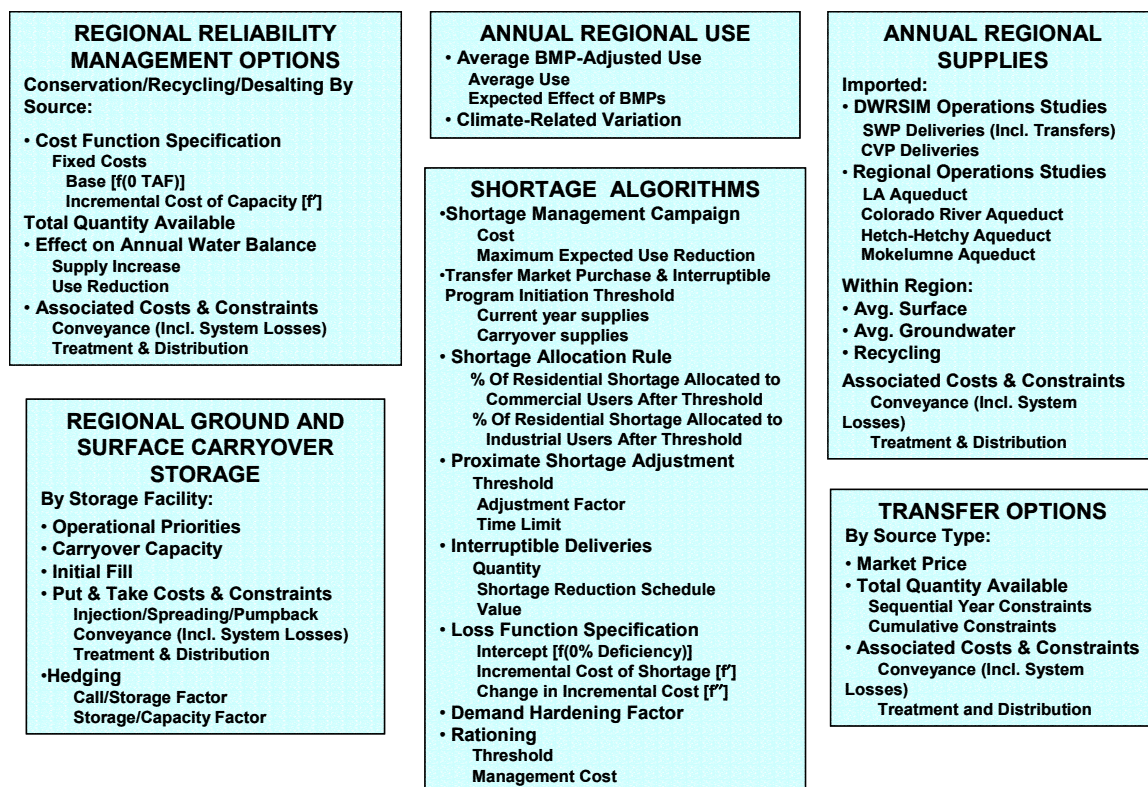 REGIONAL RELIABILITY
MANAGEMENT OPTIONS
Conservation/Recycling/Desalting By
Source:
• Cost Function Specification
Fixed Costs
Base [f(0 TAF)]
Incremental Cost of Capacity [f′]
Total Quantity Available
• Effect on Annual Water Balance
Supply Increase
Use Reduction
• Associated Costs & Constraints
Conveyance (Incl. System Losses)
Treatment & Distribution
REGIONAL GROUND AND
SURFACE CARRYOVER
STORAGE
By Storage Facility:
• Operational Priorities
• Carryover Capacity
• Initial Fill
• Put & Take Costs & Constraints
Injection/Spreading/Pumpback
Conveyance (Incl. System Losses)
Treatment & Distribution
•Hedging
Call/Storage Factor
Storage/Capacity Factor
ANNUAL REGIONAL USE
• Average BMP-Adjusted Use
Average Use
Expected Effect of BMPs
• Climate-Related Variation
SHORTAGE ALGORITHMS
•Shortage Management Campaign
Cost
Maximum Expected Use Reduction
•Transfer Market Purchase & Interruptible
Program Initiation Threshold
Current year supplies
Carryover supplies
• Shortage Allocation Rule
% Of Residential Shortage Allocated to
Commercial Users After Threshold
% Of Residential Shortage Allocated to
Industrial Users After Threshold
• Proximate Shortage Adjustment
Threshold
Adjustment Factor
Time Limit
• Interruptible Deliveries
Quantity
Shortage Reduction Schedule
Value
• Loss Function Specification
Intercept [f(0% Deficiency)]
Incremental Cost of Shortage [f′]
Change in Incremental Cost [f″]
• Demand Hardening Factor
• Rationing
Threshold
Management Cost
ANNUAL REGIONAL
SUPPLIES
Imported:
• DWRSIM Operations Studies
SWP Deliveries (Incl. Transfers)
CVP Deliveries
• Regional Operations Studies
LA Aqueduct
Colorado River Aqueduct
Hetch-Hetchy Aqueduct
Mokelumne Aqueduct
Within Region:
• Avg. Surface
• Avg. Groundwater
• Recycling
Associated Costs & Constraints
Conveyance (Incl. System
Losses)
Treatment & Distribution
TRANSFER OPTIONS
By Source Type:
• Market Price
• Total Quantity Available
Sequential Year Constraints
Cumulative Constraints
• Associated Costs & Constraints
Conveyance (Incl. System
Losses)
Treatment and Distribution